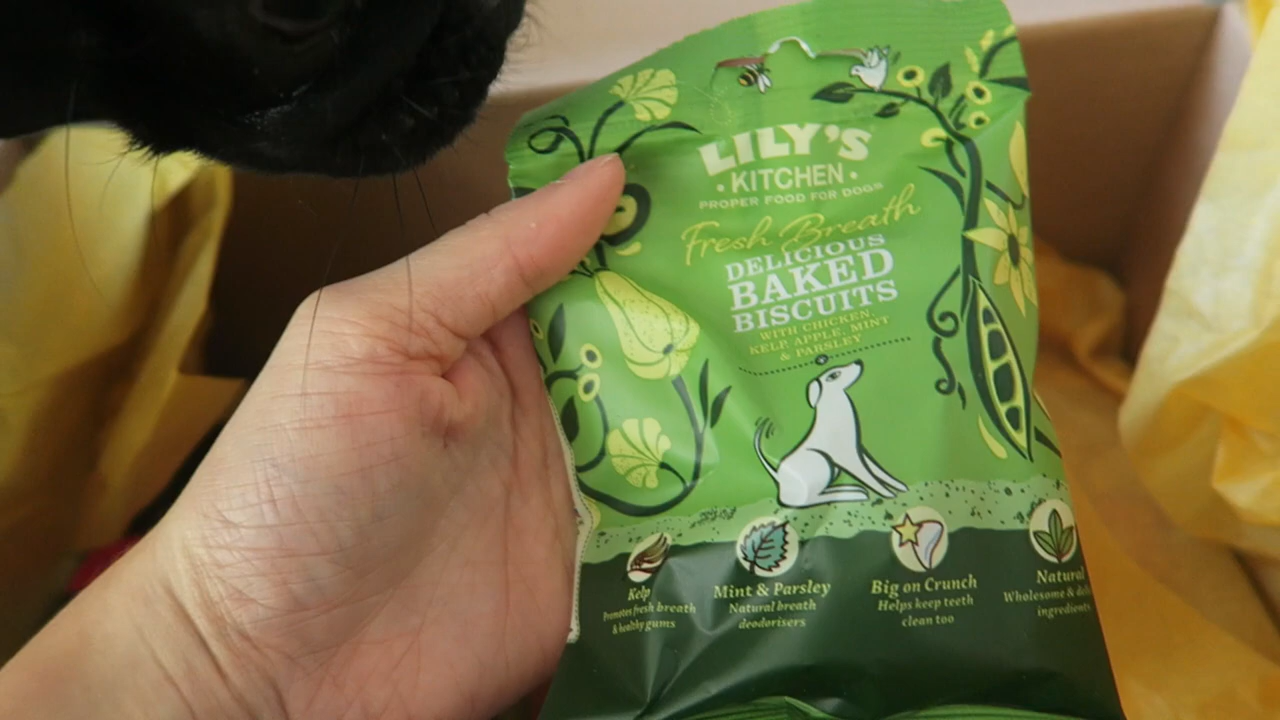 LILY'S
·KITCHEN·
PROPER FOOD FOR DOGS
Fresh Breath
DELICIOUS
BAKED
BISCUITS
WITH CHICKEN,
KELP, APPLE, MINT
& PARSLEY
Kelp
Promotes fresh breath
& healthy gums
Mint & Parsley
Natural breath
deodorisers
Big on Crunch
Helps keep teeth
clean too
Natural
Wholesome &
ingredients